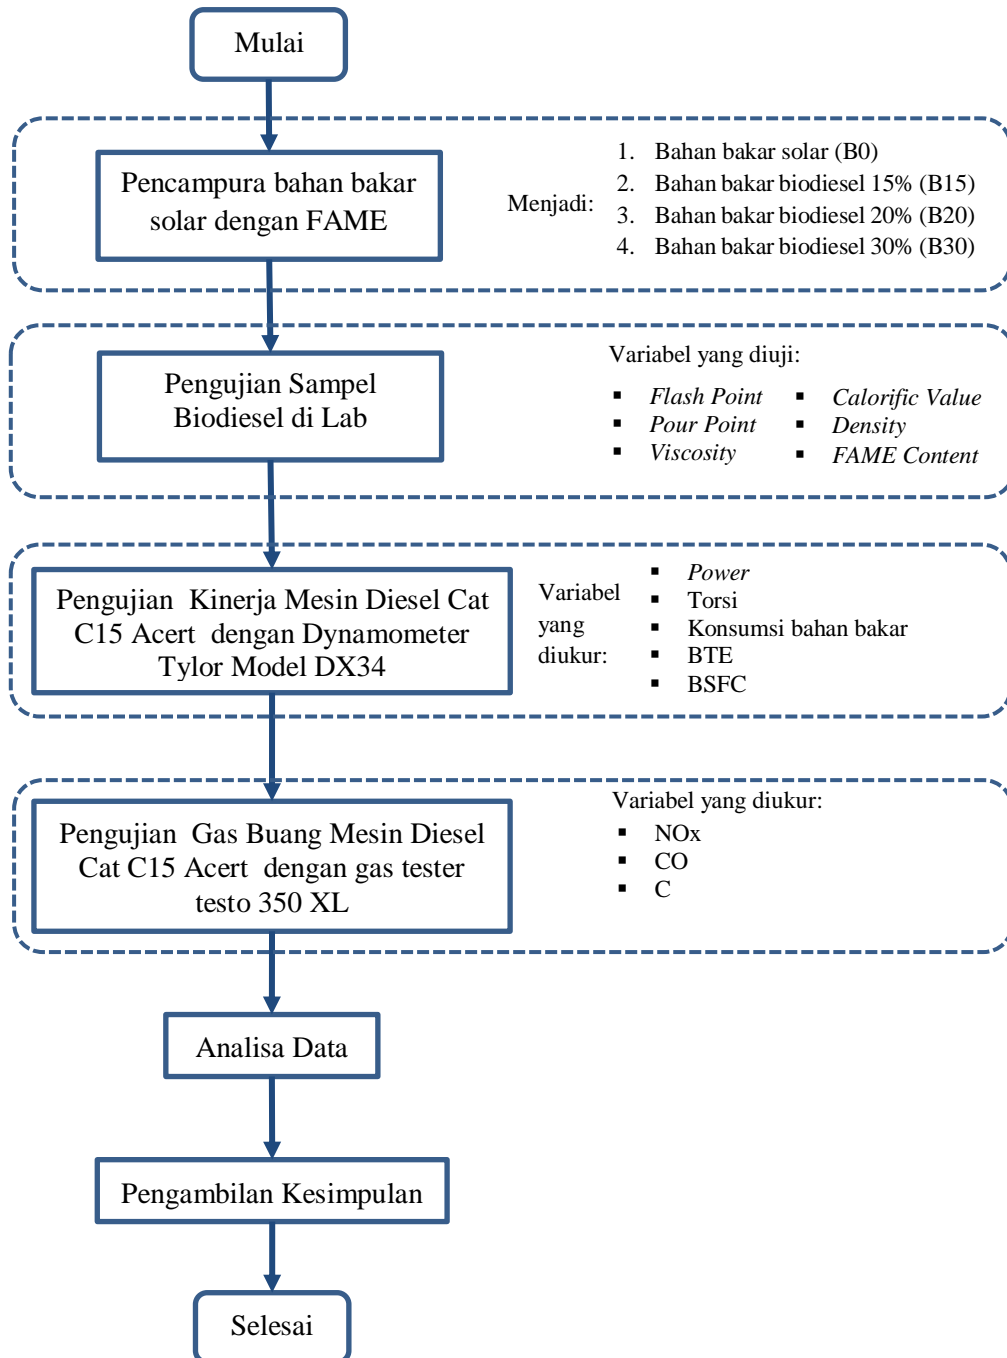 Mulai
Pencampura bahan bakar
solar dengan FAME
Menjadi:
1. Bahan bakar solar (B0)
2. Bahan bakar biodiesel 15% (B15)
3. Bahan bakar biodiesel 20% (B20)
4. Bahan bakar biodiesel 30% (B30)
Pengujian Sampel
Biodiesel di Lab
Variabel yang diuji:
▪ Flash Point
▪ Pour Point
▪ Viscosity
▪ Calorific Value
▪ Density
▪ FAME Content
Pengujian Kinerja Mesin Diesel Cat
C15 Acert dengan Dynamometer
Tylor Model DX34
Variabel
yang
diukur:
▪ Power
▪ Torsi
▪ Konsumsi bahan bakar
▪ BTE
▪ BSFC
Pengujian Gas Buang Mesin Diesel
Cat C15 Acert dengan gas tester
testo 350 XL
Variabel yang diukur:
▪ NOx
▪ CO
▪ C
Analisa Data
Pengambilan Kesimpulan
Selesai